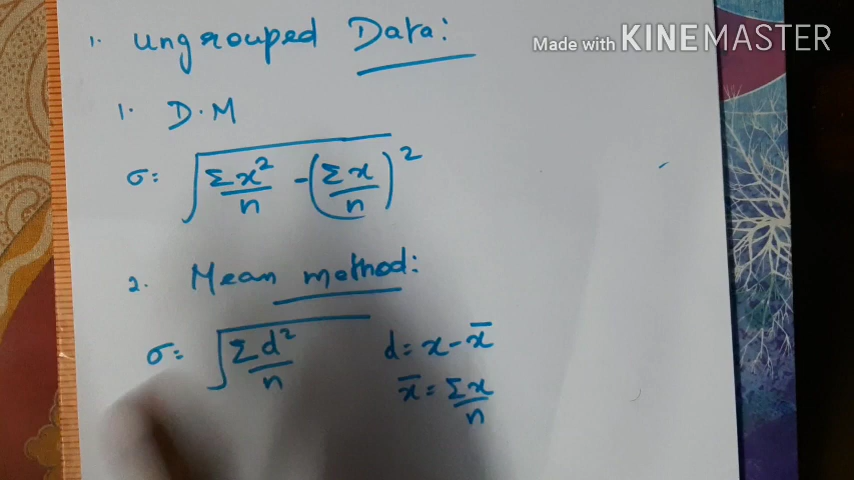 1. ungrouped Data:
Made with KINEMASTER
1. D.M
σ= √Σx²/n -(Σx/n)²
2. Mean method:
σ= √Σd²/n d= x - x̄
x̄ = Σx/n